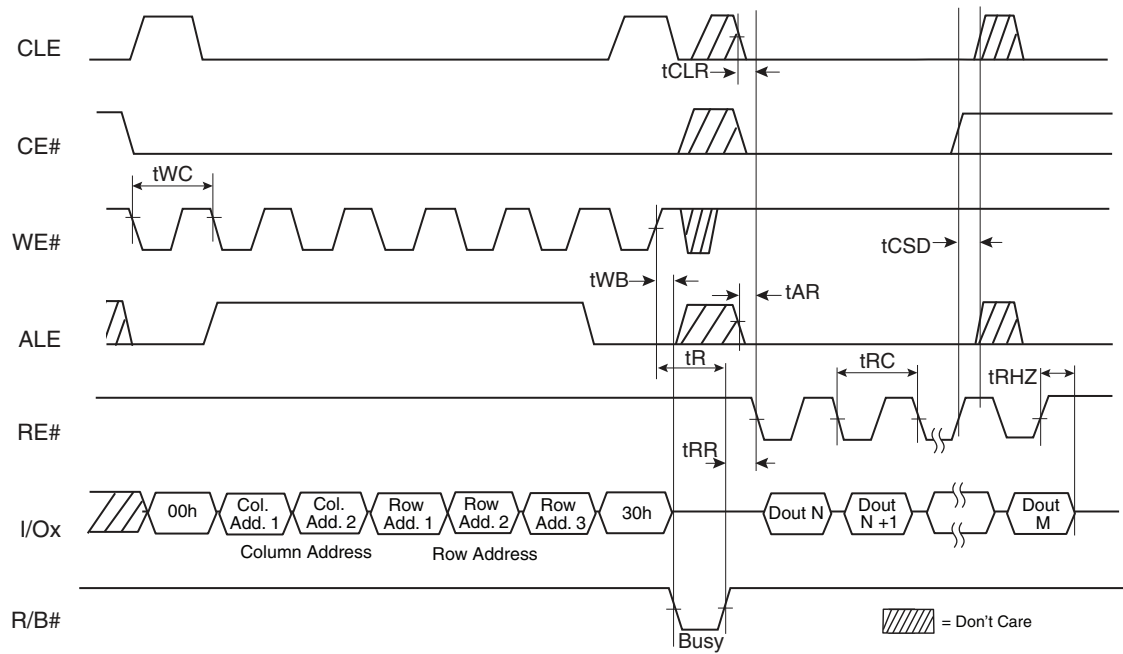 CLE
tCLR
CE#
tWC
WE#
tCSD
tWB
tAR
ALE
tR
tRC
tRHZ
RE#
tRR
I/Ox
00h
Col. Add. 1
Col. Add. 2
Row Add. 1
Row Add. 2
Row Add. 3
30h
Dout N
Dout N +1
Dout M
Column Address
Row Address
R/B#
Busy
= Don't Care